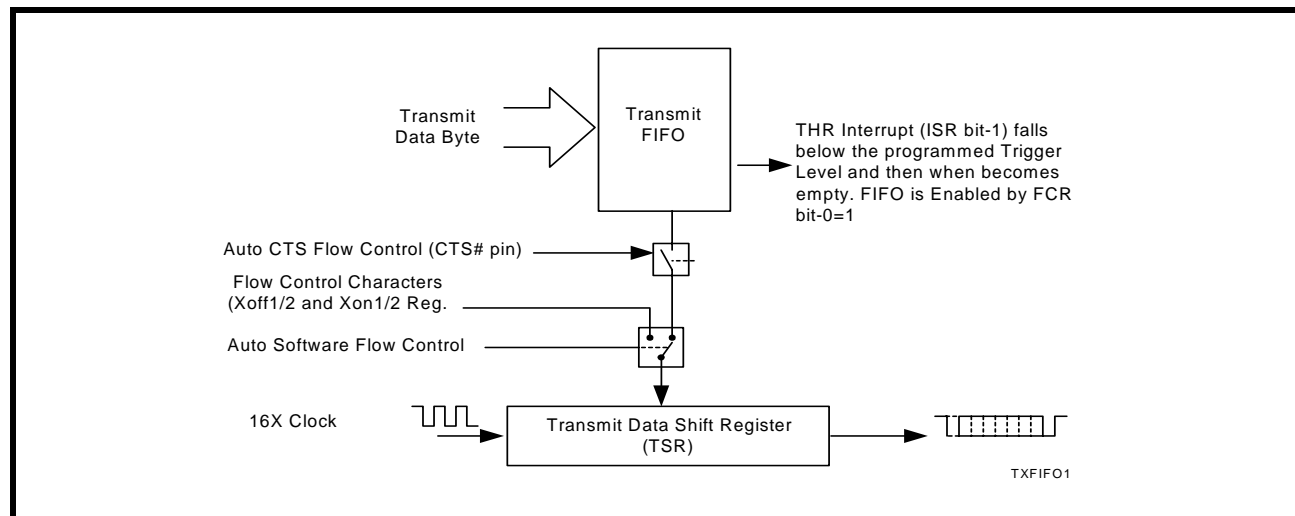 Transmit
FIFO
Transmit
Data Byte
THR Interrupt (ISR bit-1) falls
below the programmed Trigger
Level and then when becomes
empty. FIFO is Enabled by FCR
bit-0=1
Auto CTS Flow Control (CTS# pin)
Flow Control Characters
(Xoff1/2 and Xon1/2 Reg.
Auto Software Flow Control
16X Clock
Transmit Data Shift Register
(TSR)
TXFIFO1